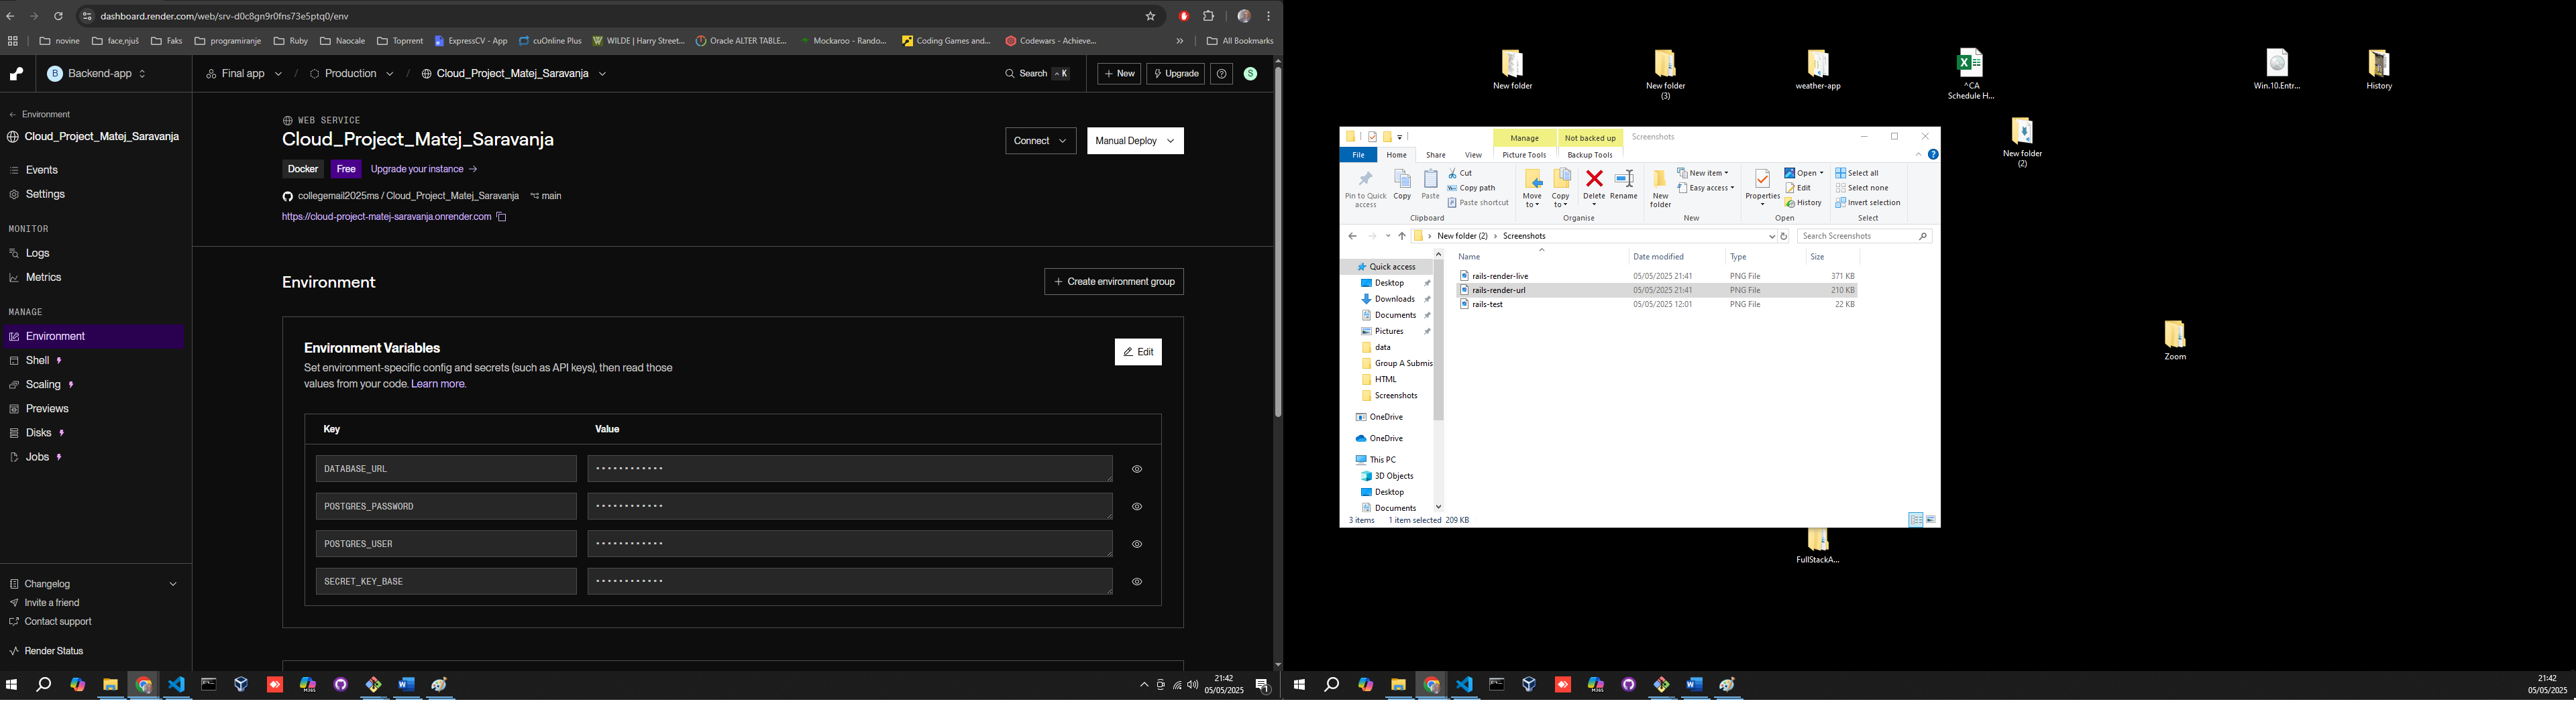 dashboard.render.com/web/srv-d0c8gn9r0fns73e5ptq0/env
novine face,njuš Faks programiranje Ruby Naocale Toprrent ExpressCV - App cuOnline Plus WILDE | Harry Street... Oracle ALTER TABLE... Mockaroo - Rando... Coding Games and... Codewars - Achieve... » All Bookmarks
B Backend-app
Final app / Production / Cloud_Project_Matej_Saravanja
Search K
+ New
Upgrade
S
← Environment
Cloud_Project_Matej_Saravanja
Events
Settings
MONITOR
Logs
Metrics
MANAGE
Environment
Shell
Scaling
Previews
Disks
Jobs
Changelog
Invite a friend
Contact support
Render Status
WEB SERVICE
Cloud_Project_Matej_Saravanja
Connect
Manual Deploy
Docker Free Upgrade your instance →
collegemail2025ms / Cloud_Project_Matej_Saravanja main
https://cloud-project-matej-saravanja.onrender.com
Environment
+ Create environment group
Environment Variables
Edit
Set environment-specific config and secrets (such as API keys), then read those
values from your code. Learn more.
Key Value
DATABASE_URL ••••••••••••
POSTGRES_PASSWORD ••••••••••••
POSTGRES_USER ••••••••••••
SECRET_KEY_BASE ••••••••••••
21:42
05/05/2025
1
New folder
New folder
(3)
weather-app
^CA
Schedule H...
Win.10.Entr...
History
New folder
(2)
Zoom
FullStackA...
Manage Not backed up Screenshots
File Home Share View Picture Tools Backup Tools
Pin to Quick
access
Copy
Paste
Cut
Copy path
Paste shortcut
Clipboard
Move
to
Copy
to
Delete
Rename
Organise
New
folder
New item
Easy access
New
Properties
Open
Edit
History
Open
Select all
Select none
Invert selection
Select
New folder (2) › Screenshots
Search Screenshots
Name Date modified Type Size
rails-render-live 05/05/2025 21:41 PNG File 371 KB
rails-render-url 05/05/2025 21:41 PNG File 210 KB
rails-test 05/05/2025 12:01 PNG File 22 KB
Quick access
Desktop
Downloads
Documents
Pictures
data
Group A Submis
HTML
Screenshots
OneDrive
OneDrive
This PC
3D Objects
Desktop
Documents
3 items 1 item selected 209 KB
21:42
05/05/2025